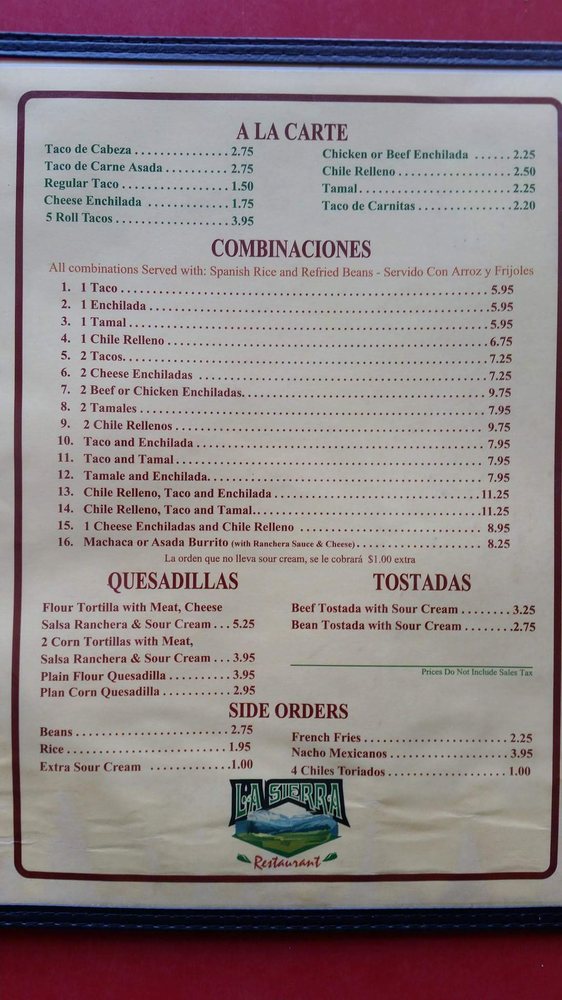 A LA CARTE
Taco de Cabeza . . . . . . . . . . . . . . . . 2.75
Taco de Carne Asada . . . . . . . . . . . 2.75
Regular Taco . . . . . . . . . . . . . . . . . . 1.50
Cheese Enchilada . . . . . . . . . . . . . 1.75
5 Roll Tacos . . . . . . . . . . . . . . . . . . . 3.95
Chicken or Beef Enchilada . . . . . . 2.25
Chile Relleno . . . . . . . . . . . . . . . . . . . 2.50
Tamal . . . . . . . . . . . . . . . . . . . . . . . . . 2.25
Taco de Carnitas . . . . . . . . . . . . . . . . 2.20
COMBINACIONES
All combinations Served with: Spanish Rice and Refried Beans - Servido Con Arroz y Frijoles
1. 1 Taco . . . . . . . . . . . . . . . . . . . . 5.95
2. 1 Enchilada . . . . . . . . . . . . . . . . . . . . 5.95
3. 1 Tamal . . . . . . . . . . . . . . . . . . . . 5.95
4. 1 Chile Relleno . . . . . . . . . . . . . . . . . . . . 6.75
5. 2 Tacos. . . . . . . . . . . . . . . . . . . . 7.25
6. 2 Cheese Enchiladas . . . . . . . . . . . . . . . . . . . . 7.25
7. 2 Beef or Chicken Enchiladas. . . . . . . . . . . . . . . . . . . . 9.75
8. 2 Tamales . . . . . . . . . . . . . . . . . . . . 7.95
9. 2 Chile Rellenos . . . . . . . . . . . . . . . . . . . . 9.75
10. Taco and Enchilada . . . . . . . . . . . . . . . . . . . . 7.95
11. Taco and Tamal . . . . . . . . . . . . . . . . . . . . 7.95
12. Tamale and Enchilada. . . . . . . . . . . . . . . . . . . . 7.95
13. Chile Relleno, Taco and Enchilada . . . . . . . . . . . . . . . . . . . . 11.25
14. Chile Relleno, Taco and Tamal. . . . . . . . . . . . . . . . . . . . 11.25
15. 1 Cheese Enchiladas and Chile Relleno . . . . . . . . . . . . . . . . . . . . 8.95
16. Machaca or Asada Burrito (with Ranchera Sauce & Cheese) . . . . . . . . . . . . . . . . . . . . 8.25
La orden que no lleva sour cream, se le cobrará $1.00 extra
QUESADILLAS
Flour Tortilla with Meat, Cheese
Salsa Ranchera & Sour Cream . . . 5.25
2 Corn Tortillas with Meat,
Salsa Ranchera & Sour Cream . . . 3.95
Plain Flour Quesadilla . . . . . . . . . . 3.95
Plan Corn Quesadilla . . . . . . . . . . . 2.95
TOSTADAS
Beef Tostada with Sour Cream . . . . . . . . 3.25
Bean Tostada with Sour Cream . . . . . . . .2.75
Prices Do Not Include Sales Tax
SIDE ORDERS
Beans . . . . . . . . . . . . . . . . . . . . . . 2.75
Rice . . . . . . . . . . . . . . . . . . . . . . . 1.95
Extra Sour Cream . . . . . . . . . . . .1.00
French Fries . . . . . . . . . . . . . . . . . . . 2.25
Nacho Mexicanos . . . . . . . . . . . . . . . 3.95
4 Chiles Toriados . . . . . . . . . . . . . . . . 1.00
LA SIERRA
Restaurant